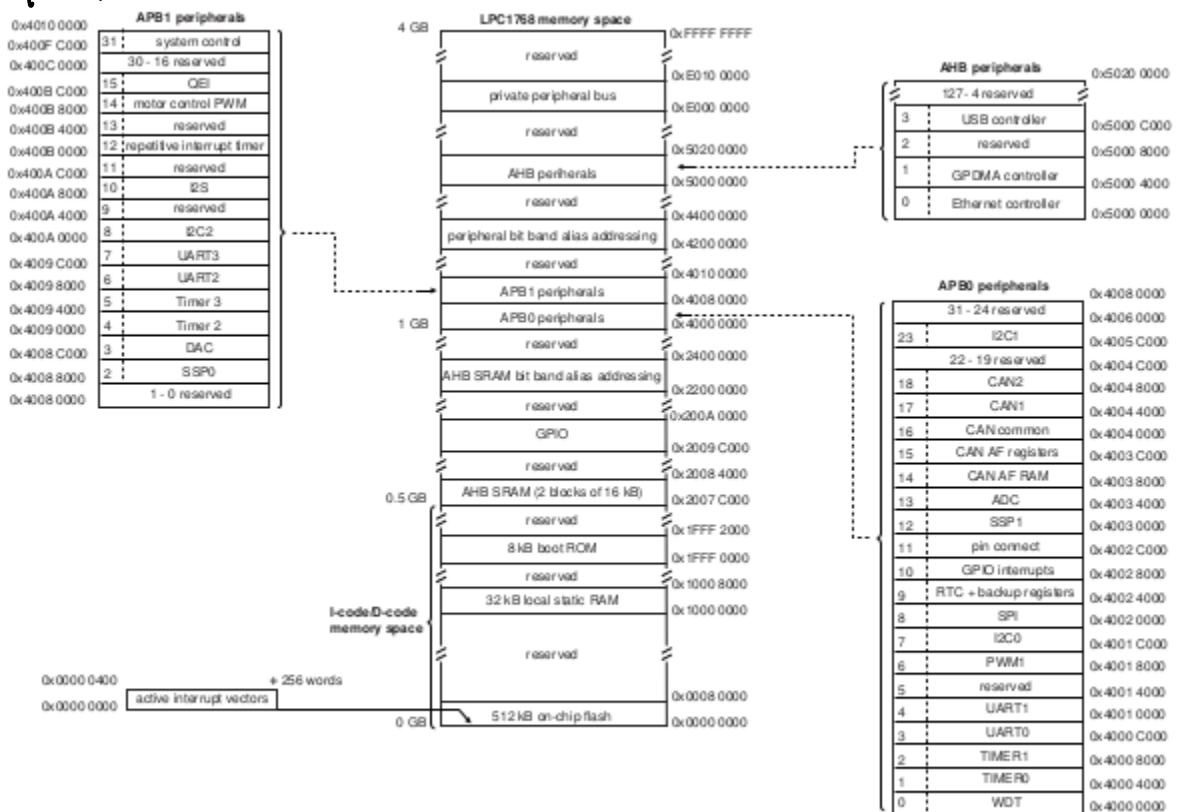 APB1 peripherals
0x4010 0000
31 system control
0x400F C000
30 - 16 reserved
0x400C 0000
15 QEI
0x400B C000
14 motor control PWM
0x400B 8000
13 reserved
0x400B 4000
12 repetitive interrupt timer
0x400B 0000
11 reserved
0x400A C000
10 I2S
0x400A 8000
9 reserved
0x400A 4000
8 I2C2
0x400A 0000
7 UART3
0x4009 C000
6 UART2
0x4009 8000
5 Timer 3
0x4009 4000
4 Timer 2
0x4009 0000
3 DAC
0x4008 C000
2 SSP0
0x4008 8000
1 - 0 reserved
0x4008 0000
LPC1768 memory space
4 GB
0xFFFF FFFF
reserved
0xE010 0000
private peripheral bus
0xE000 0000
reserved
0x5020 0000
AHB periherals
0x5000 0000
reserved
0x4400 0000
peripheral bit band alias addressing
0x4200 0000
reserved
0x4010 0000
APB1 peripherals
0x4008 0000
APB0 peripherals
1 GB
0x4000 0000
reserved
0x2400 0000
AHB SRAM bit band alias addressing
0x2200 0000
reserved
0x200A 0000
GPIO
0x2009 C000
reserved
0x2008 4000
AHB SRAM (2 blocks of 16 kB)
0.5 GB
0x2007 C000
reserved
0x1FFF 2000
8 kB boot ROM
0x1FFF 0000
reserved
0x1000 8000
32 kB local static RAM
0x1000 0000
I-code/D-code
memory space
reserved
0x0008 0000
512 kB on-chip flash
0 GB
0x0000 0000
0x0000 0400
+ 256 words
active interrupt vectors
0x0000 0000
AHB peripherals
0x5020 0000
127- 4 reserved
3 USB controller
0x5000 C000
2 reserved
0x5000 8000
1 GPDMA controller
0x5000 4000
0 Ethernet controller
0x5000 0000
APB0 peripherals
0x4008 0000
31 - 24 reserved
0x4006 0000
23 I2C1
0x4005 C000
22 - 19 reserved
0x4004 C000
18 CAN2
0x4004 8000
17 CAN1
0x4004 4000
16 CAN common
0x4004 0000
15 CAN AF registers
0x4003 C000
14 CAN AF RAM
0x4003 8000
13 ADC
0x4003 4000
12 SSP1
0x4003 0000
11 pin connect
0x4002 C000
10 GPIO interrupts
0x4002 8000
9 RTC + backup registers
0x4002 4000
8 SPI
0x4002 0000
7 I2C0
0x4001 C000
6 PWM1
0x4001 8000
5 reserved
0x4001 4000
4 UART1
0x4001 0000
3 UART0
0x4000 C000
2 TIMER1
0x4000 8000
1 TIMER0
0x4000 4000
0 WDT
0x4000 0000